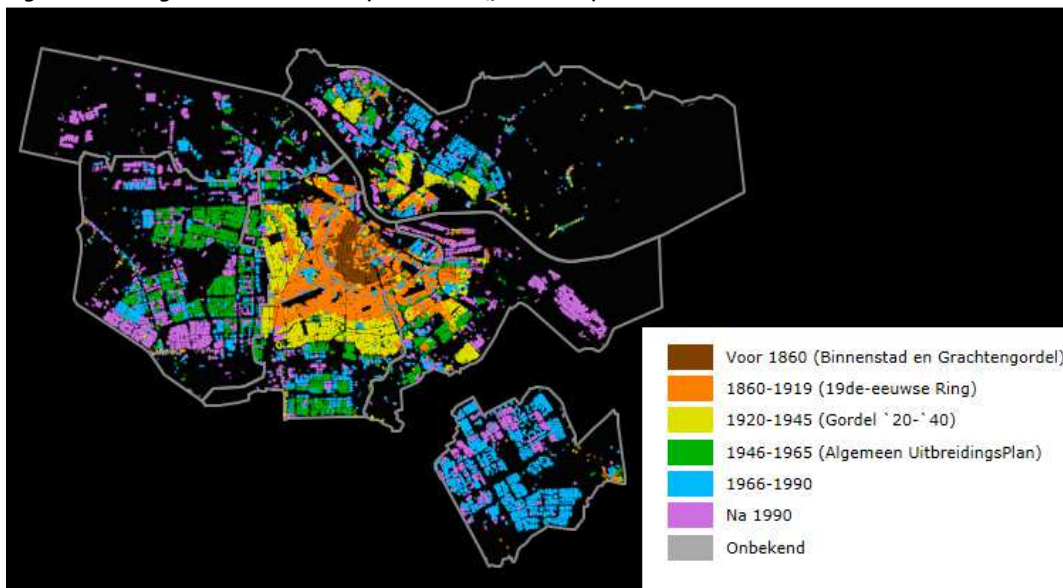 Voor 1860 (Binnenstad en Grachtengordel)
1860-1919 (19de-eeuwse Ring)
1920-1945 (Gordel `20-`40)
1946-1965 (Algemeen UitbreidingsPlan)
1966-1990
Na 1990
Onbekend